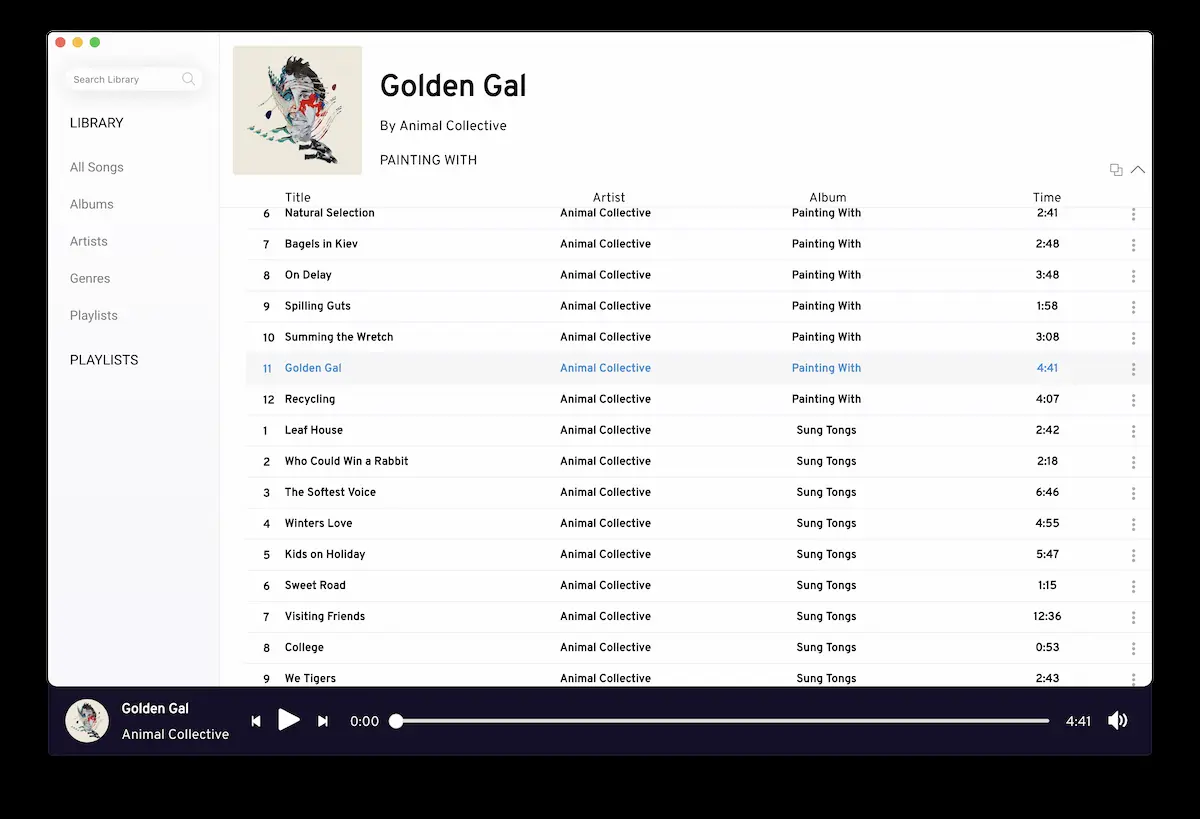 Search Library
LIBRARY
All Songs
Albums
Artists
Genres
Playlists
PLAYLISTS
Golden Gal
By Animal Collective
PAINTING WITH
Title Artist Album Time
6 Natural Selection Animal Collective Painting With 2:41
7 Bagels in Kiev Animal Collective Painting With 2:48
8 On Delay Animal Collective Painting With 3:48
9 Spilling Guts Animal Collective Painting With 1:58
10 Summing the Wretch Animal Collective Painting With 3:08
11 Golden Gal Animal Collective Painting With 4:41
12 Recycling Animal Collective Painting With 4:07
1 Leaf House Animal Collective Sung Tongs 2:42
2 Who Could Win a Rabbit Animal Collective Sung Tongs 2:18
3 The Softest Voice Animal Collective Sung Tongs 6:46
4 Winters Love Animal Collective Sung Tongs 4:55
5 Kids on Holiday Animal Collective Sung Tongs 5:47
6 Sweet Road Animal Collective Sung Tongs 1:15
7 Visiting Friends Animal Collective Sung Tongs 12:36
8 College Animal Collective Sung Tongs 0:53
9 We Tigers Animal Collective Sung Tongs 2:43
Golden Gal
Animal Collective
0:00 4:41